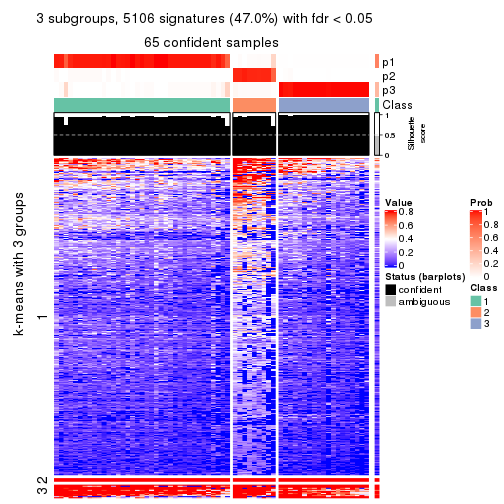 3 subgroups, 5106 signatures (47.0%) with fdr < 0.05
65 confident samples
p1
p2
p3
Class
1
0.5
0
Silhouette
score
k-means with 3 groups
1
2
3
Value
0.8
0.6
0.4
0.2
0
Status (barplots)
confident
ambiguous
Prob
1
0.8
0.6
0.4
0.2
0
Class
1
2
3